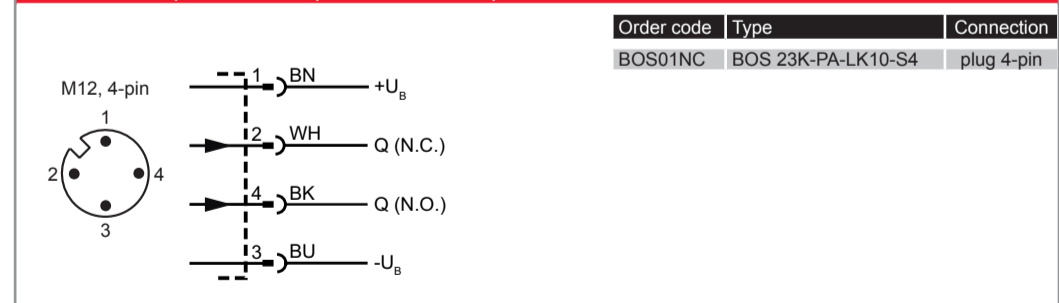 Order code Type Connection
BOS01NC BOS 23K-PA-LK10-S4 plug 4-pin
M12, 4-pin
1
2
4
3
1 BN +UB
2 WH Q (N.C.)
4 BK Q (N.O.)
3 BU -UB